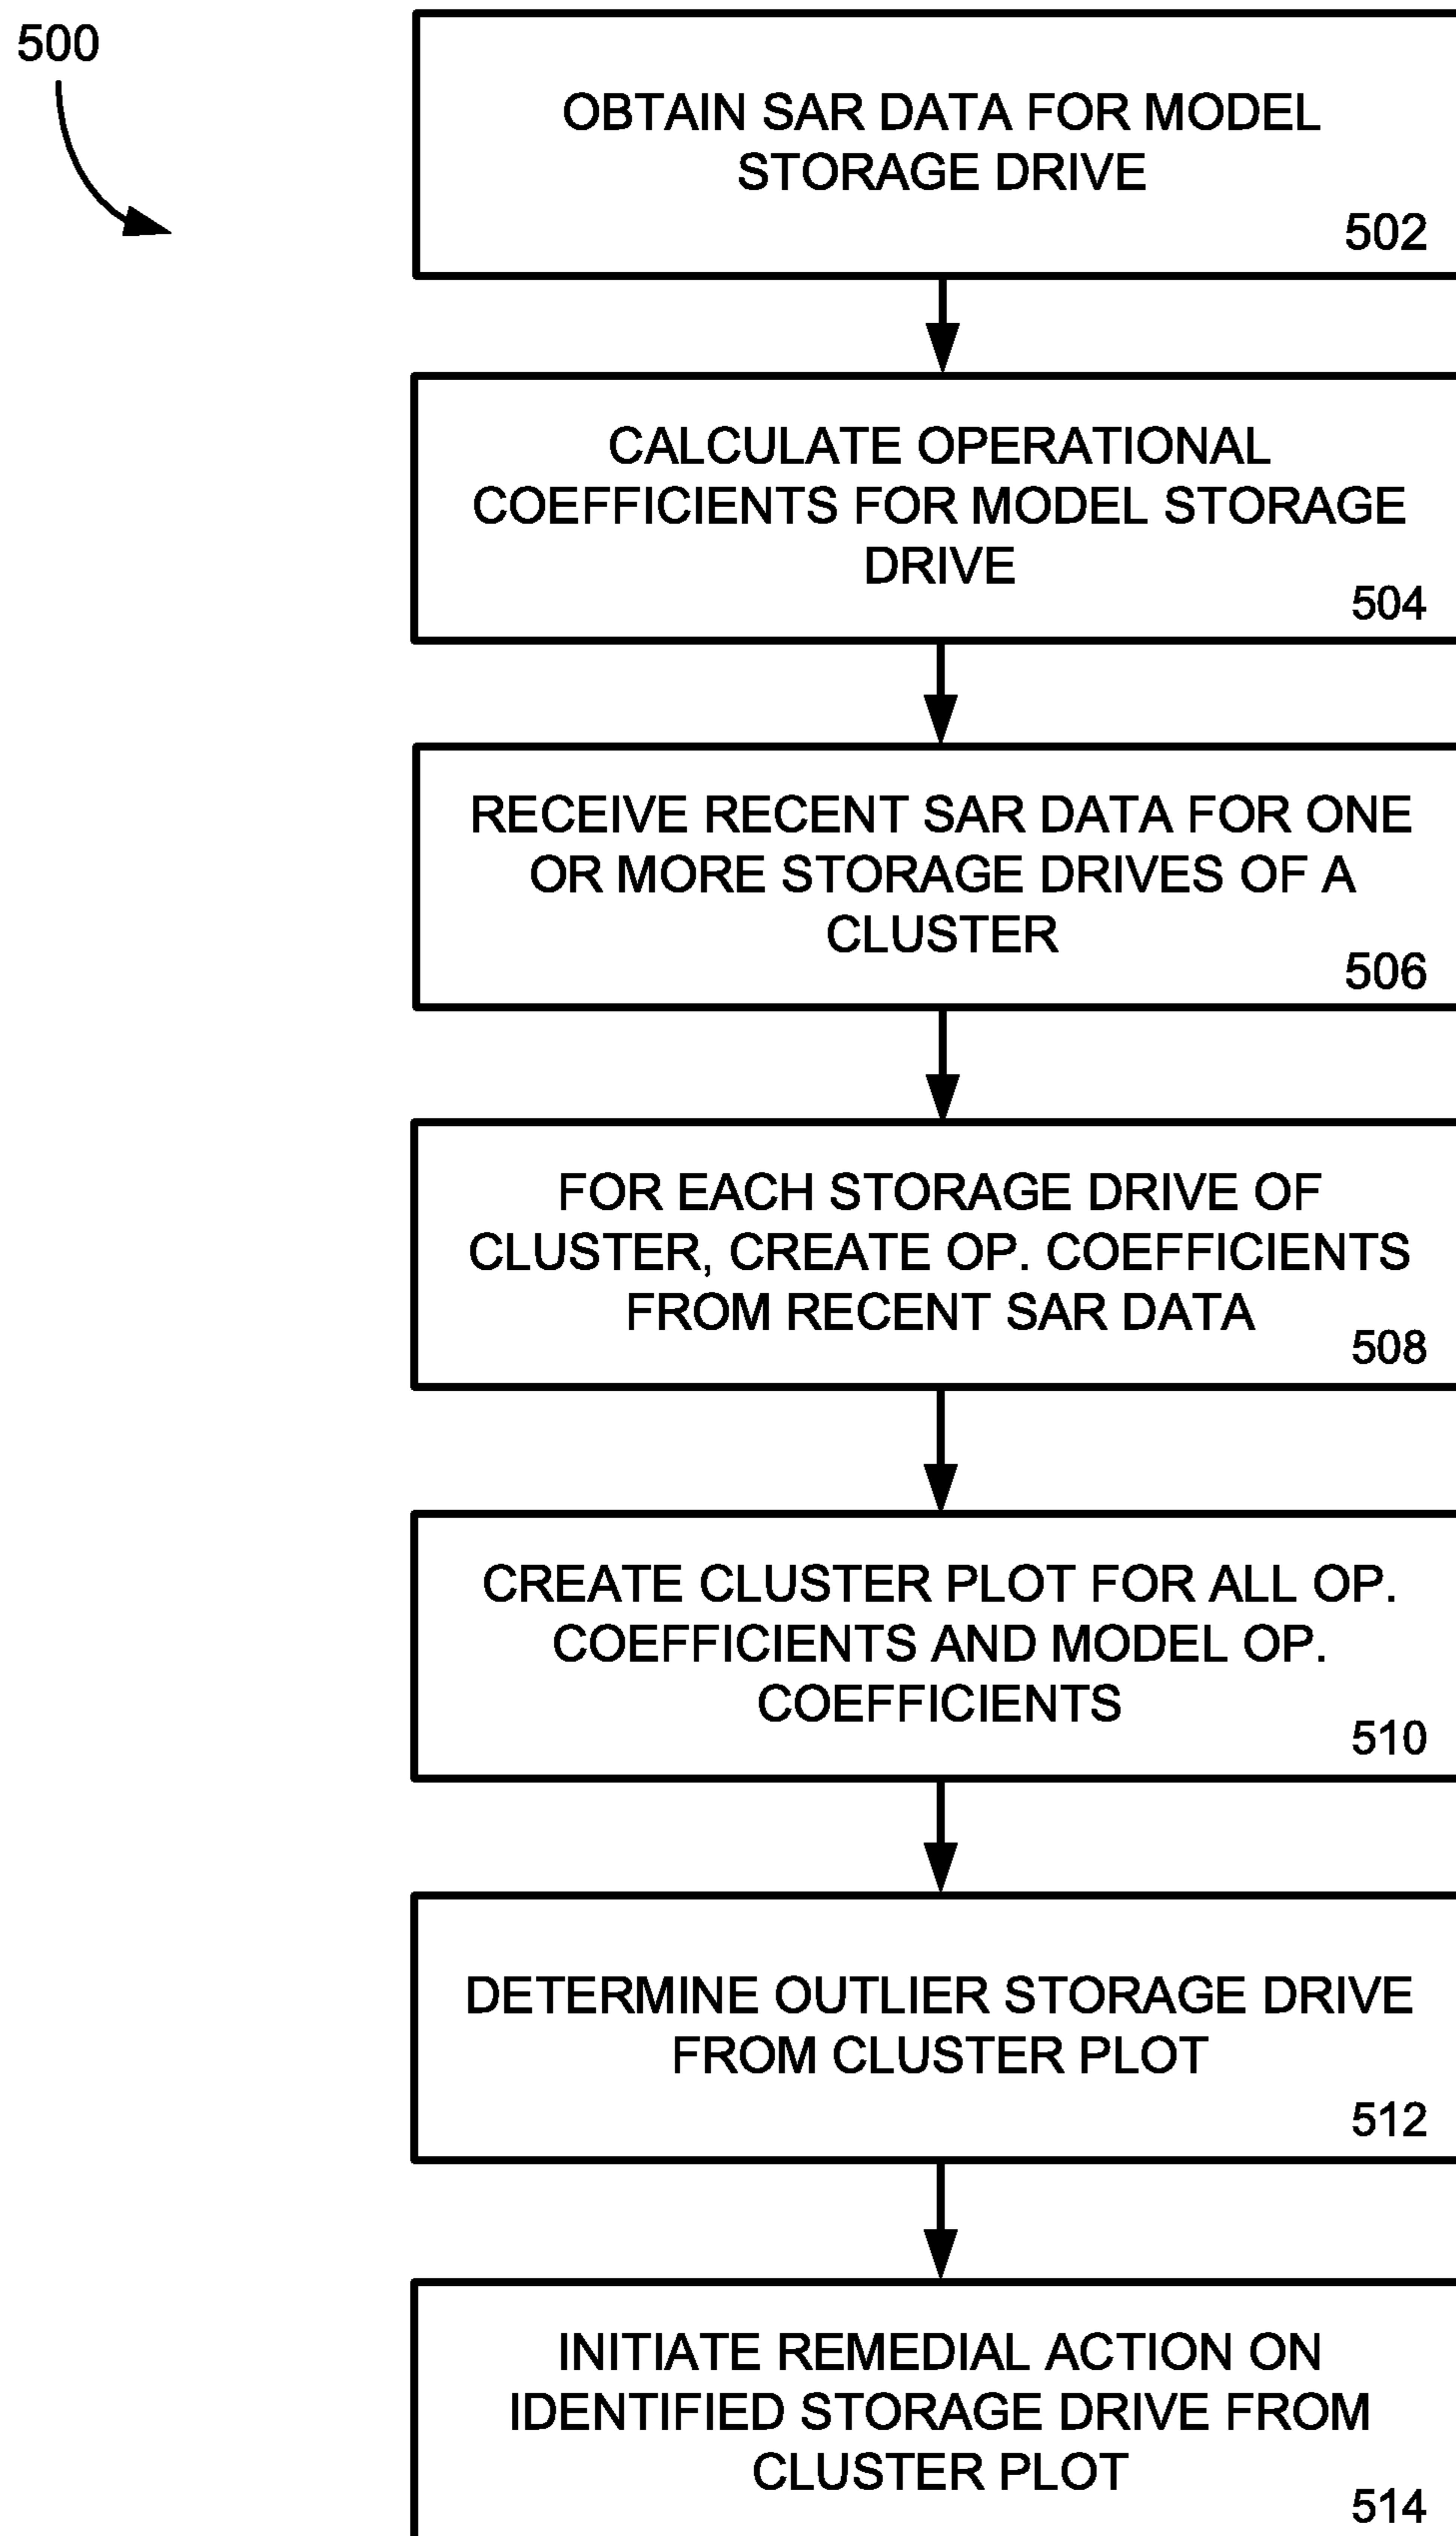 500
OBTAIN SAR DATA FOR MODEL
STORAGE DRIVE
502
CALCULATE OPERATIONAL
COEFFICIENTS FOR MODEL STORAGE
DRIVE
504
RECEIVE RECENT SAR DATA FOR ONE
OR MORE STORAGE DRIVES OF A
CLUSTER
506
FOR EACH STORAGE DRIVE OF
CLUSTER, CREATE OP. COEFFICIENTS
FROM RECENT SAR DATA
508
CREATE CLUSTER PLOT FOR ALL OP.
COEFFICIENTS AND MODEL OP.
COEFFICIENTS
510
DETERMINE OUTLIER STORAGE DRIVE
FROM CLUSTER PLOT
512
INITIATE REMEDIAL ACTION ON
IDENTIFIED STORAGE DRIVE FROM
CLUSTER PLOT
514